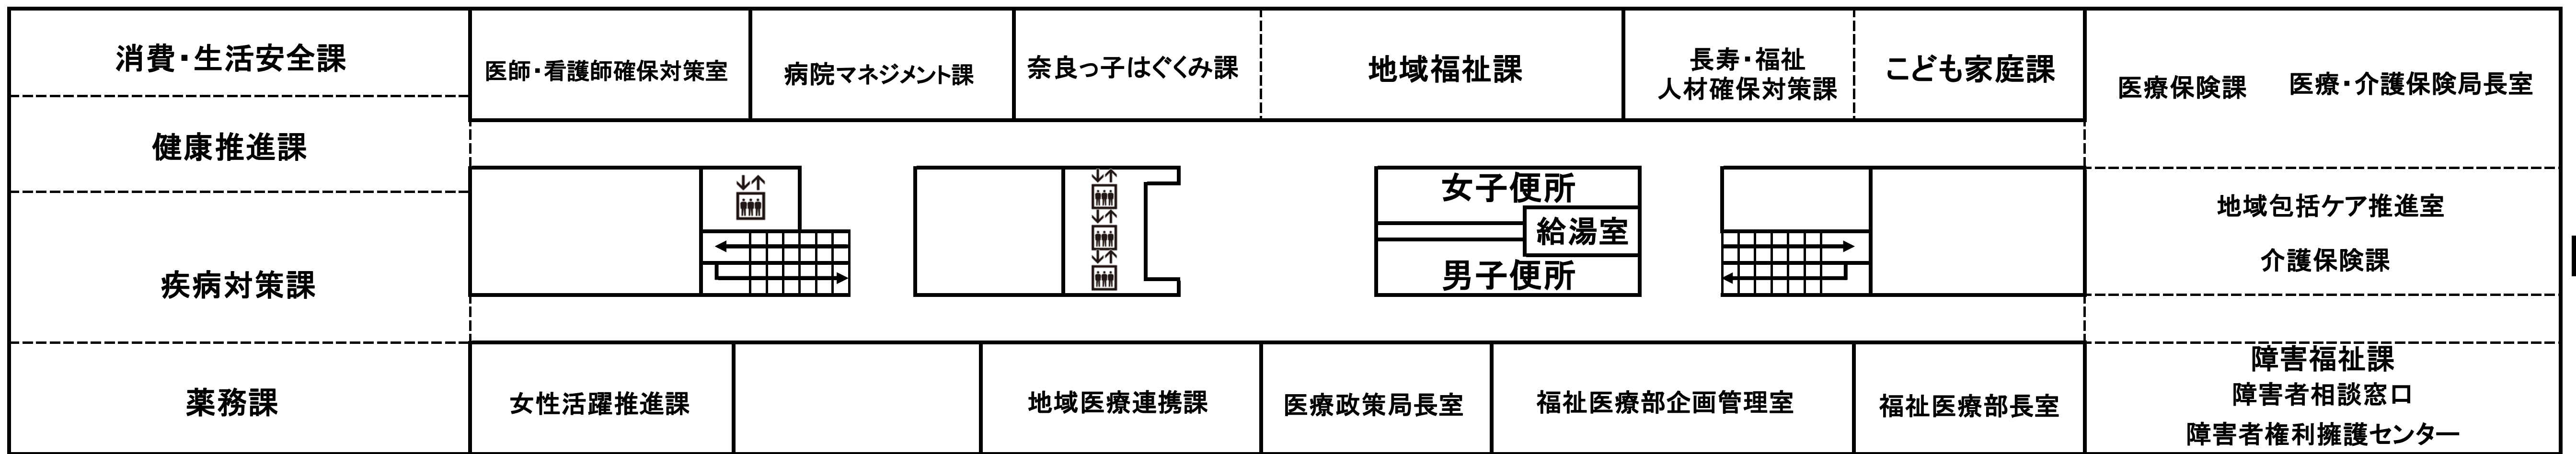 消費・生活安全課
健康推進課
疾病対策課
薬務課
医師・看護師確保対策室
病院マネジメント課
奈良っ子はぐくみ課
地域福祉課
長寿・福祉
人材確保対策課
こども家庭課
医療保険課
医療・介護保険局長室
女子便所
給湯室
男子便所
地域包括ケア推進室
介護保険課
女性活躍推進課
地域医療連携課
医療政策局長室
福祉医療部企画管理室
福祉医療部長室
障害福祉課
障害者相談窓口
障害者権利擁護センター